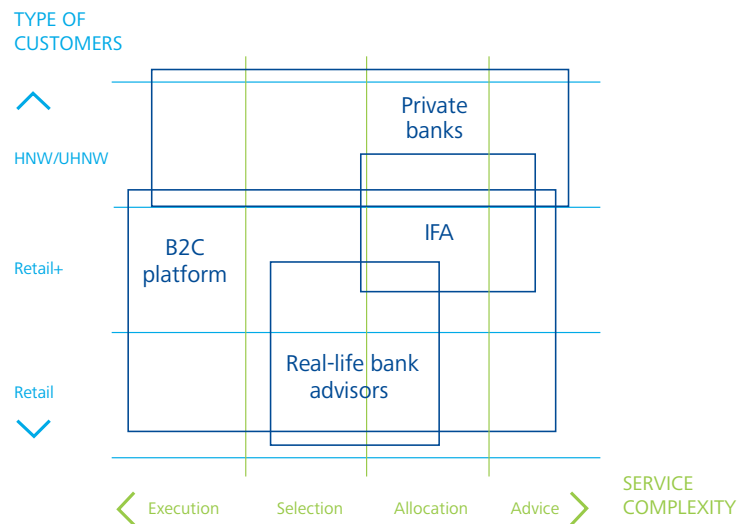 TYPE OF
CUSTOMERS
Private
banks
HNW/UHNW
IFA
B2C
platform
Retail+
Real-life bank
advisors
Retail
Execution
Selection
Allocation
Advice
SERVICE
COMPLEXITY